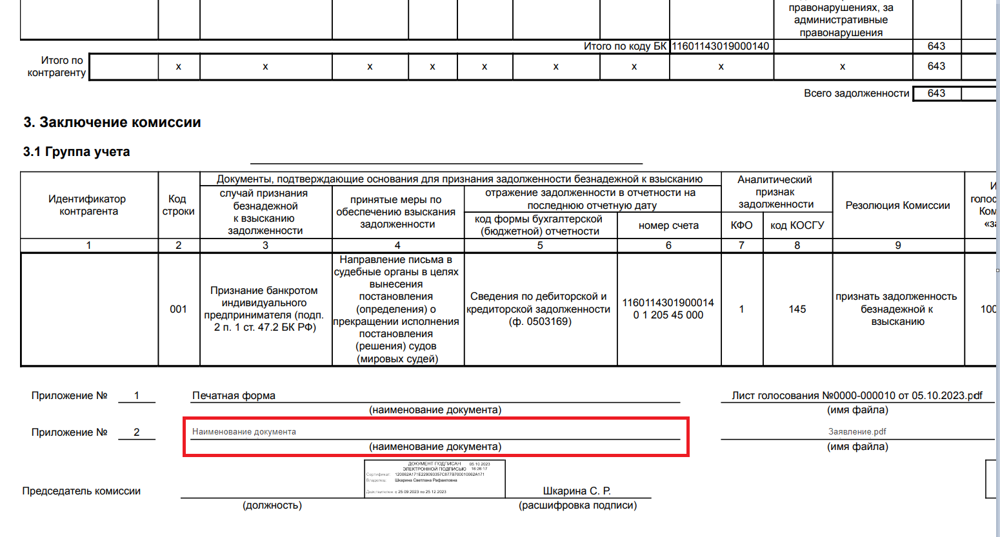 правонарушениях, за
административные
правонарушения
Итого по коду БК 11601143019000140 643
Итого по
контрагенту
x x x x x x x x x 643
Всего задолженности 643
3. Заключение комиссии
3.1 Группа учета
Идентификатор
контрагента
Код
строки
Документы, подтверждающие основания для признания задолженности безнадежной к взысканию
случай признания
безнадежной
к взысканию
задолженности
принятые меры по
обеспечению взыскания
задолженности
отражение задолженности в отчетности на
последнюю отчетную дату
код формы бухгалтерской
(бюджетной) отчетности
номер счета
Аналитический
признак
задолженности
КФО
код КОСГУ
Резолюция Комиссии
1 2 3 4 5 6 7 8 9
001
Признание банкротом
индивидуального
предпринимателя (подп.
2 п. 1 ст. 47.2 БК РФ)
Направление письма в
судебные органы в целях
вынесения
постановления
(определения) о
прекращении исполнения
постановления
(решения) судов
(мировых судей)
Сведения по дебиторской и
кредиторской задолженности
(ф. 0503169)
1160114301900014
0 1 205 45 000
1
145
признать задолженность
безнадежной к
взысканию
100
Приложение № 1 Печатная форма Лист голосования №0000-000010 от 05.10.2023.pdf
(наименование документа) (имя файла)
Приложение № 2 Наименование документа Заявление.pdf
(наименование документа) (имя файла)
ДОКУМЕНТ ПОДПИСАН 05.10.2023
ЭЛЕКТРОННОЙ ПОДПИСЬЮ 16:26:17
Сертификат: 120062A171E229093357C877B700010062A171
Владелец: Шкарина Светлана Рафаиловна
Действителен: с 25.09.2023 по 25.12.2023
Председатель комиссии Шкарина С. Р.
(должность) (расшифровка подписи)